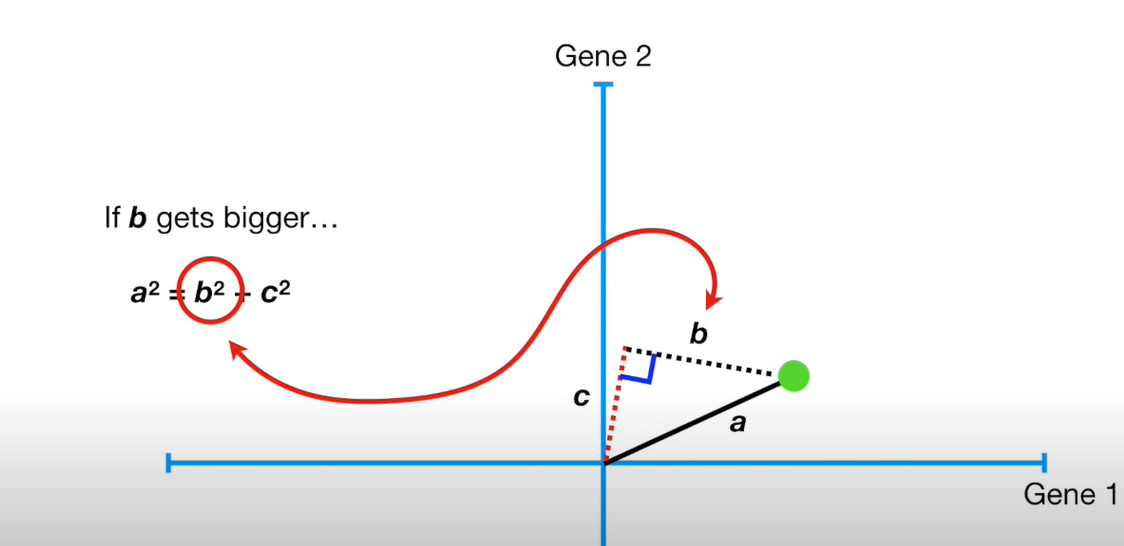 Gene 2
If b gets bigger...
a² = b² + c²
b
c
a
Gene 1